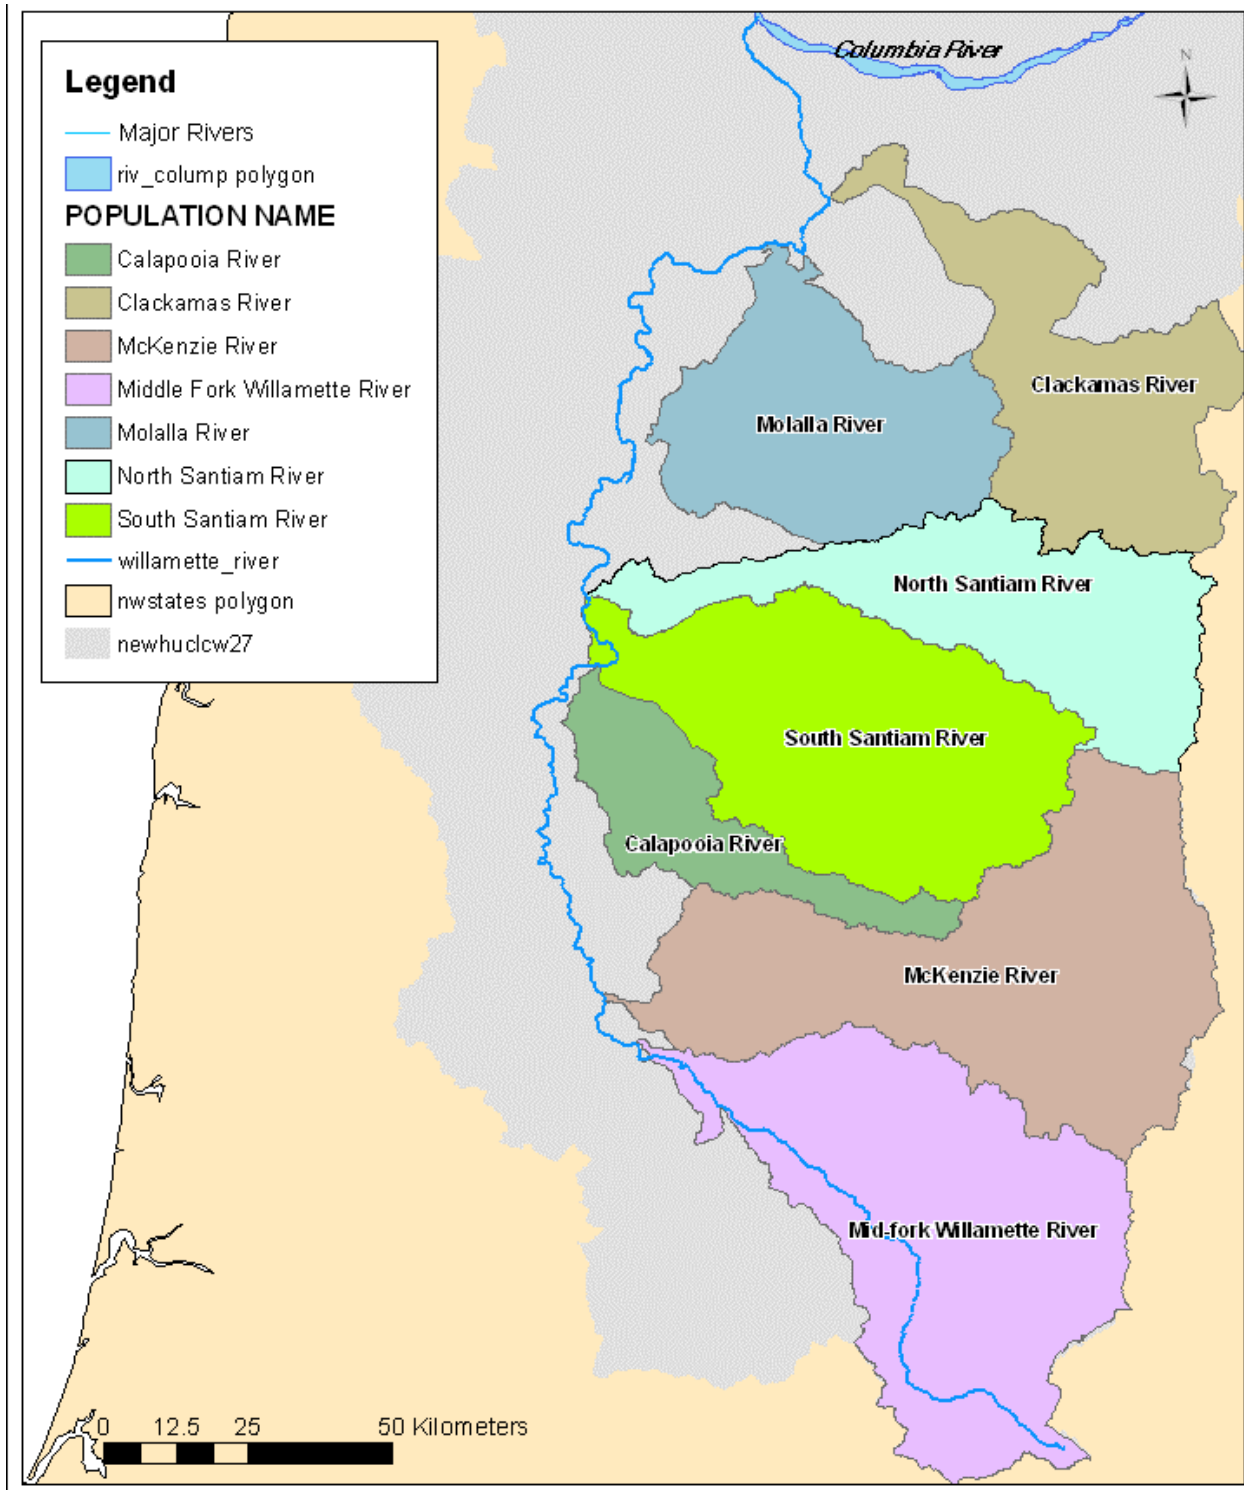 Columbia River
N
Legend
Major Rivers
riv_colump polygon
POPULATION NAME
Calapooia River
Clackamas River
McKenzie River
Middle Fork Willamette River
Molalla River
North Santiam River
South Santiam River
willamette_river
nwstates polygon
newhuclcw27
Clackamas River
Molalla River
North Santiam River
South Santiam River
Calapooia River
McKenzie River
Mid-fork Willamette River
0 12.5 25 50 Kilometers